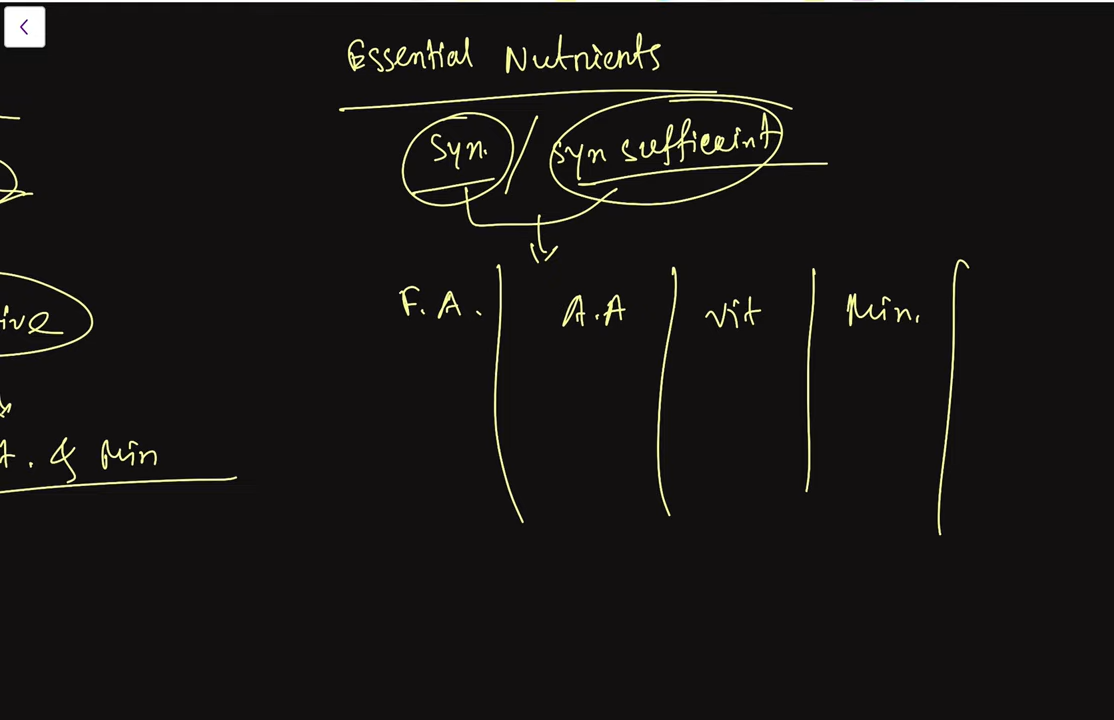 Essential Nutrients
Syn. / Syn sufficeint
F.A. A.A Vit Min.
ive
A. & Min